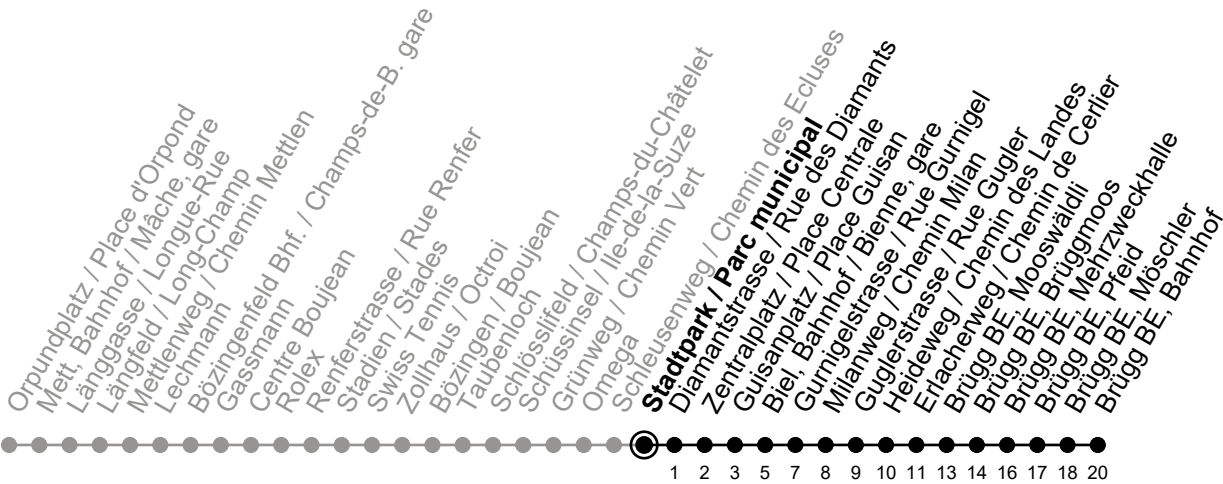 Orpundplatz / Place d'Orpond
Mett, Bahnhof / Mâche, gare
Länggasse / Longue-Rue
Längfeld / Long-Champ
Mettlenweg / Chemin Mettlen
Lechmann
Bözingenfeld Bhf. / Champs-de-B. gare
Gassmann
Centre Boujean
Rolex
Renferstrasse / Rue Renfer
Stadien / Stades
Swiss Tennis
Zollhaus / Octroi
Bözingen / Boujean
Taubenloch
Schlösslifeld / Champs-du-Châtelet
Schüssinsel / Ile-de-la-Suze
Grünweg / Chemin Vert
Omega
Schleusenweg / Chemin des Ecluses
Stadtpark / Parc municipal
Diamantstrasse / Rue des Diamants
Zentralplatz / Place Centrale
Guisanplatz / Place Guisan
Biel, Bahnhof / Bienne, gare
Gurnigelstrasse / Rue Gurnigel
Milanweg / Chemin Milan
Guglerstrasse / Rue Gugler
Heideweg / Chemin des Landes
Erlacherweg / Chemin de Cerlier
Brügg BE, Mooswäldli
Brügg BE, Brüggmoos
Brügg BE, Mehrzweckhalle
Brügg BE, Pfeid
Brügg BE, Möschler
Brügg BE, Bahnhof
1 2 3 5 7 8 9 10 11 13 14 16 17 18 20